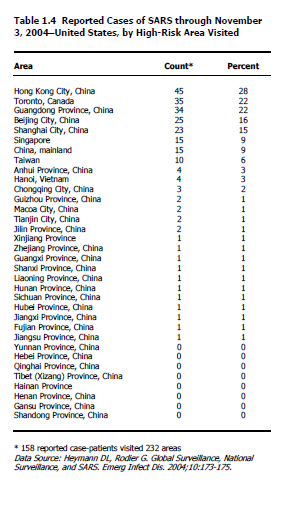 Table 1.4 Reported Cases of SARS through November
3, 2004–United States, by High-Risk Area Visited
Area Count* Percent
Hong Kong City, China 45 28
Toronto, Canada 35 22
Guangdong Province, China 34 22
Beijing City, China 25 16
Shanghai City, China 23 15
Singapore 15 9
China, mainland 15 9
Taiwan 10 6
Anhui Province, China 4 3
Hanoi, Vietnam 4 3
Chongqing City, China 3 2
Guizhou Province, China 2 1
Macoa City, China 2 1
Tianjin City, China 2 1
Jilin Province, China 2 1
Xinjiang Province 1 1
Zhejiang Province, China 1 1
Guangxi Province, China 1 1
Shanxi Province, China 1 1
Liaoning Province, China 1 1
Hunan Province, China 1 1
Sichuan Province, China 1 1
Hubei Province, China 1 1
Jiangxi Province, China 1 1
Fujian Province, China 1 1
Jiangsu Province, China 1 1
Yunnan Province, China 0 0
Hebei Province, China 0 0
Qinghai Province, China 0 0
Tibet (Xizang) Province, China 0 0
Hainan Province 0 0
Henan Province, China 0 0
Gansu Province, China 0 0
Shandong Province, China 0 0
* 158 reported case-patients visited 232 areas
Data Source: Heymann DL, Rodier G. Global Surveillance, National
Surveillance, and SARS. Emerg Infect Dis. 2004;10:173-175.